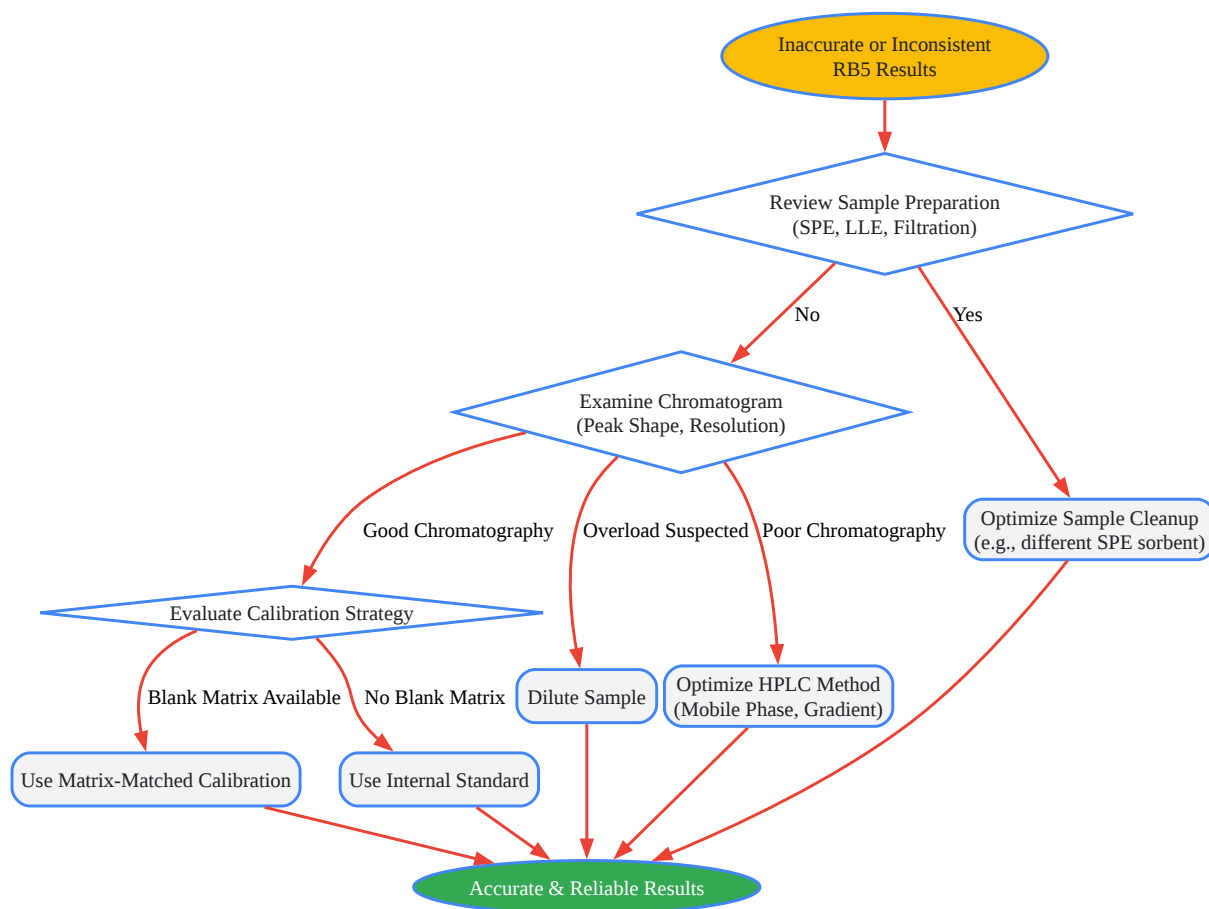 Inaccurate or Inconsistent
RB5 Results
Review Sample Preparation
(SPE, LLE, Filtration)
No
Yes
Examine Chromatogram
(Peak Shape, Resolution)
Optimize Sample Cleanup
(e.g., different SPE sorbent)
Good Chromatography
Overload Suspected
Poor Chromatography
Evaluate Calibration Strategy
Dilute Sample
Optimize HPLC Method
(Mobile Phase, Gradient)
Blank Matrix Available
No Blank Matrix
Use Matrix-Matched Calibration
Use Internal Standard
Accurate & Reliable Results